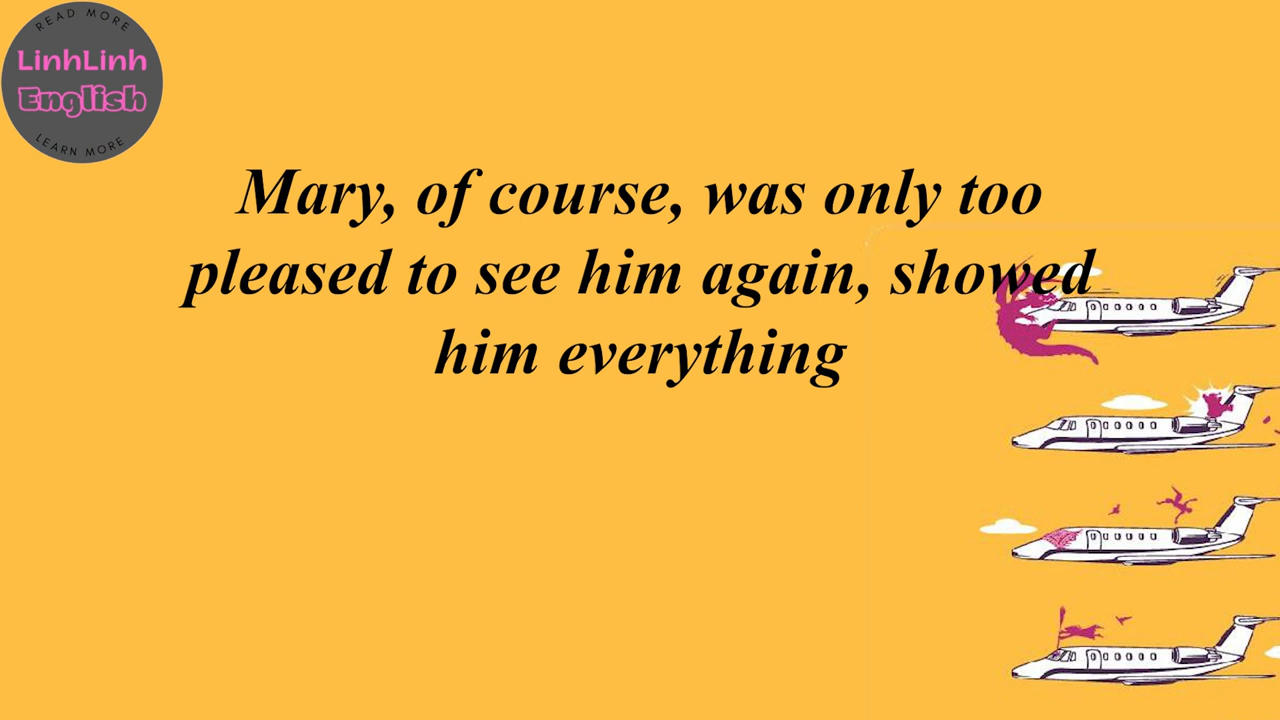 READ MORE
LinhLinh
English
LEARN MORE
Mary, of course, was only too
pleased to see him again, showed
him everything